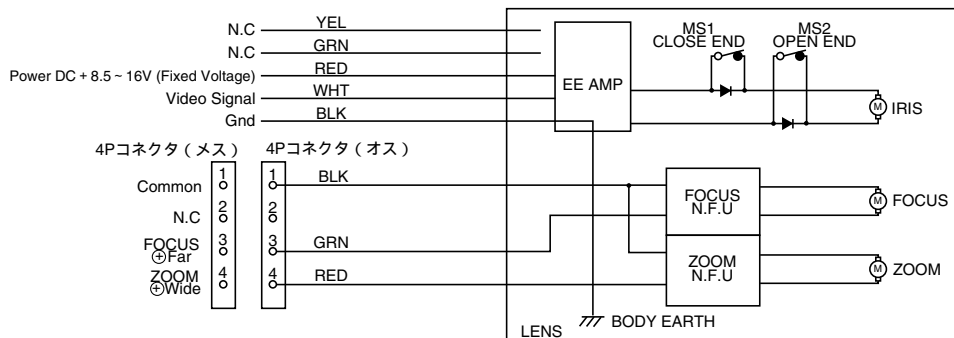 N.C YEL
N.C GRN
Power DC + 8.5 ~ 16V (Fixed Voltage) RED
Video Signal WHT
Gnd BLK
EE AMP
MS1
CLOSE END
MS2
OPEN END
M IRIS
4Pコネクタ(メス) 4Pコネクタ(オス)
Common 1 1 BLK
N.C 2 2
FOCUS
⊕Far 3 3 GRN
ZOOM
⊕Wide 4 4 RED
FOCUS
N.F.U
M FOCUS
ZOOM
N.F.U
M ZOOM
LENS BODY EARTH